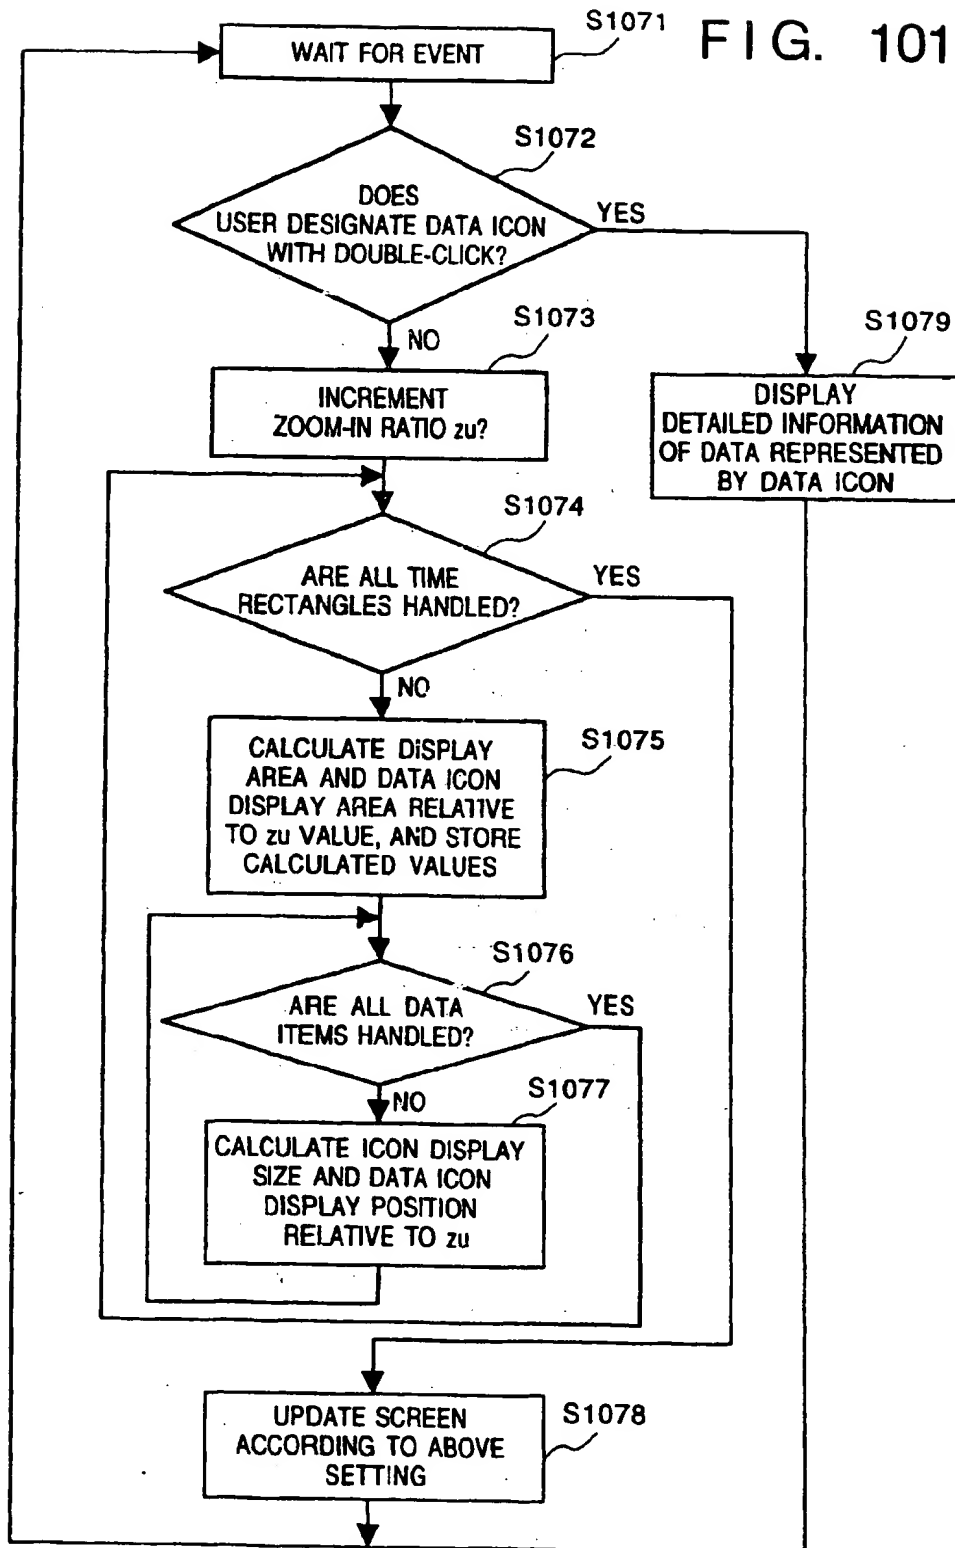 FIG. 101
S1071
WAIT FOR EVENT
S1072
DOES
USER DESIGNATE DATA ICON
WITH DOUBLE-CLICK?
YES
NO
S1073
INCREMENT
ZOOM-IN RATIO zu?
S1079
DISPLAY
DETAILED INFORMATION
OF DATA REPRESENTED
BY DATA ICON
S1074
ARE ALL TIME
RECTANGLES HANDLED?
YES
NO
S1075
CALCULATE DISPLAY
AREA AND DATA ICON
DISPLAY AREA RELATIVE
TO zu VALUE, AND STORE
CALCULATED VALUES
S1076
ARE ALL DATA
ITEMS HANDLED?
YES
NO
S1077
CALCULATE ICON DISPLAY
SIZE AND DATA ICON
DISPLAY POSITION
RELATIVE TO zu
S1078
UPDATE SCREEN
ACCORDING TO ABOVE
SETTING